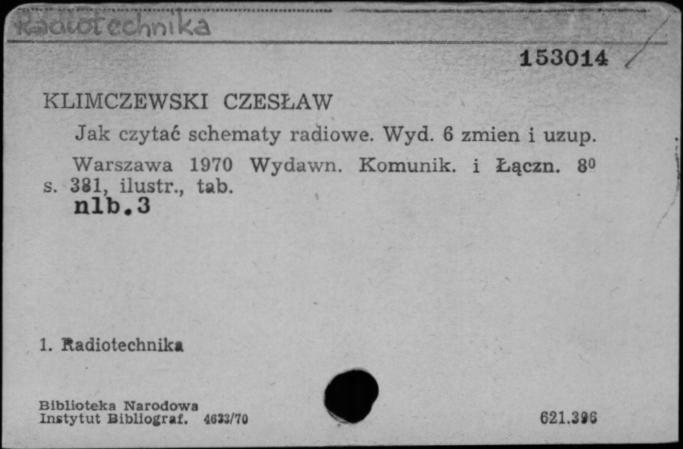 Radiotechnika
153014
KLIMCZEWSKI CZESŁAW
Jak czytać schematy radiowe. Wyd. 6 zmien i uzup.
Warszawa 1970 Wydawn. Komunik. i Łączn. 8º
s. 381, ilustr., tab.
nlb.3
1. Radiotechnika
Biblioteka Narodowa
Instytut Bibliograf. 4633/70
621.396